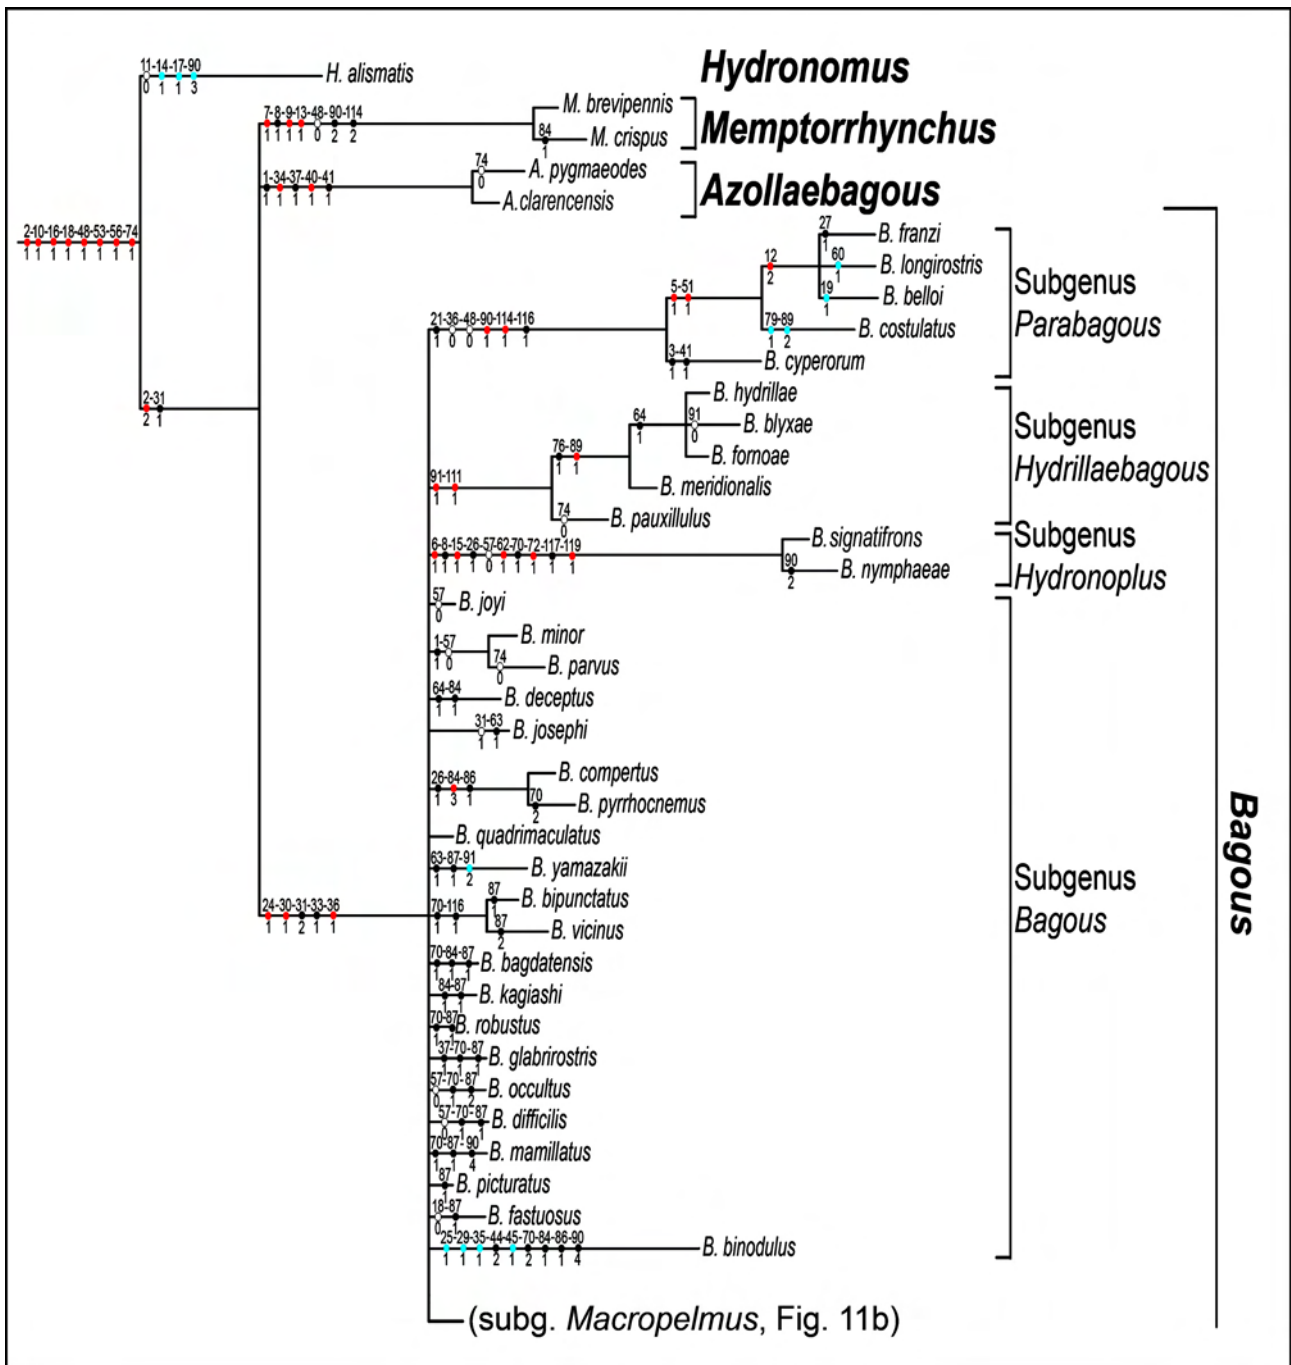 11-14-17-90
0 1 1 3
H. alismatis
Hydronomus
7-8-9-13-48-90-114
1 1 1 1 0 2 2
M. brevipennis
84
1
M. crispus
Memptorrhynchus
1-34-37-40-41
1 1 1 1 1
74
0
A. pygmaeodes
A.clarencensis
Azollaebagous
2-10-16-18-48-53-56-74
1 1 1 1 1 1 1 1
2-31
2 1
21-36-48-90-114-116
1 0 0 1 1 1
5-51
1 1
12
2
27
1
B. franzi
60
1
B. longirostris
19
1
B. belloi
79-89
1 2
B. costulatus
3-41
1 1
B. cyperorum
Subgenus
Parabagous
91-111
1 1
76-89
1 1
64
1
B. hydrillae
91
0
B. blyxae
B. fornoae
B. meridionalis
74
0
B. pauxillulus
Subgenus
Hydrillaebagous
6-8-15-26-57-62-70-72-117-119
1 1 1 1 0 1 1 1 1 1
B.signatifrons
90
2
B. nymphaeae
Subgenus
Hydronoplus
57
0
B. joyi
1-57
1 0
B. minor
74
0
B. parvus
64-84
1 1
B. deceptus
31-63
1 1
B. josephi
26-84-86
1 3 1
B. compertus
70
2
B. pyrrhocnemus
B. quadrimaculatus
63-87-91
1 1 2
B. yamazakii
24-30-31-33-36
1 1 2 1 1
70-116
1 1
87
1
B. bipunctatus
87
2
B. vicinus
70-84-87
1 1 1
B. bagdatensis
84-87
1 1
B. kagiashi
70-87
1 1
B. robustus
37-70-87
1 1 1
B. glabrirostris
57-70-87
0 1 2
B. occultus
57-70-87
0 1 1
B. difficilis
70-87-90
1 1 4
B. mamillatus
87
1
B. picturatus
18-87
0 1
B. fastuosus
25-29-35-44-45-70-84-86-90
1 1 1 2 1 2 1 1 4
B. binodulus
Subgenus
Bagous
Bagous
(subg. Macropelmus, Fig. 11b)